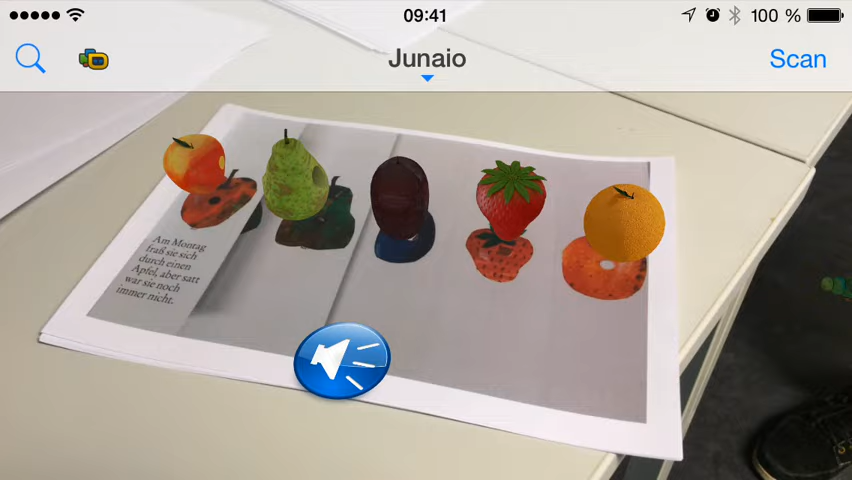 09:41
100 %
Junaio
Scan
Am Montag
fraß sie sich
durch einen
Apfel, aber satt
war sie noch
immer nicht.